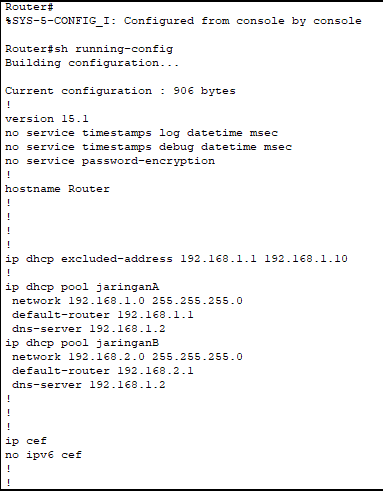 Router#
%SYS-5-CONFIG_I: Configured from console by console
Router#sh running-config
Building configuration...
Current configuration : 906 bytes
!
version 15.1
no service timestamps log datetime msec
no service timestamps debug datetime msec
no service password-encryption
!
hostname Router
!
!
!
!
ip dhcp excluded-address 192.168.1.1 192.168.1.10
!
ip dhcp pool jaringanA
 network 192.168.1.0 255.255.255.0
 default-router 192.168.1.1
 dns-server 192.168.1.2
ip dhcp pool jaringanB
 network 192.168.2.0 255.255.255.0
 default-router 192.168.2.1
 dns-server 192.168.1.2
!
!
!
ip cef
no ipv6 cef
!
!